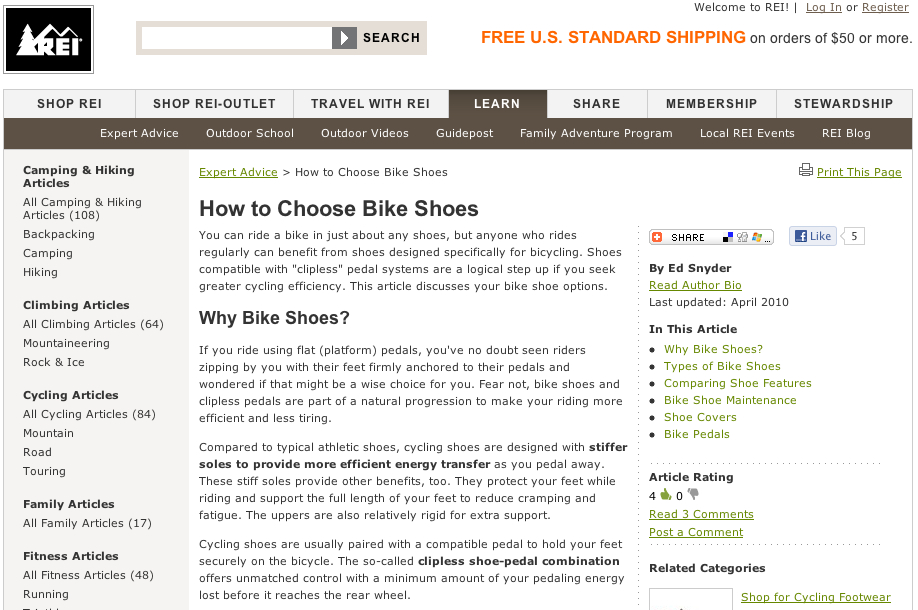 Welcome to REI! | Log In or Register
REI
SEARCH
FREE U.S. STANDARD SHIPPING on orders of $50 or more.
SHOP REI
SHOP REI-OUTLET
TRAVEL WITH REI
LEARN
SHARE
MEMBERSHIP
STEWARDSHIP
Expert Advice
Outdoor School
Outdoor Videos
Guidepost
Family Adventure Program
Local REI Events
REI Blog
Camping & Hiking
Articles
All Camping & Hiking
Articles (108)
Backpacking
Camping
Hiking
Climbing Articles
All Climbing Articles (64)
Mountaineering
Rock & Ice
Cycling Articles
All Cycling Articles (84)
Mountain
Road
Touring
Family Articles
All Family Articles (17)
Fitness Articles
All Fitness Articles (48)
Running
Expert Advice > How to Choose Bike Shoes
Print This Page
How to Choose Bike Shoes
You can ride a bike in just about any shoes, but anyone who rides
regularly can benefit from shoes designed specifically for bicycling. Shoes
compatible with "clipless" pedal systems are a logical step up if you seek
greater cycling efficiency. This article discusses your bike shoe options.
Why Bike Shoes?
If you ride using flat (platform) pedals, you've no doubt seen riders
zipping by you with their feet firmly anchored to their pedals and
wondered if that might be a wise choice for you. Fear not, bike shoes and
clipless pedals are part of a natural progression to make your riding more
efficient and less tiring.
Compared to typical athletic shoes, cycling shoes are designed with stiffer
soles to provide more efficient energy transfer as you pedal away.
These stiff soles provide other benefits, too. They protect your feet while
riding and support the full length of your feet to reduce cramping and
fatigue. The uppers are also relatively rigid for extra support.
Cycling shoes are usually paired with a compatible pedal to hold your feet
securely on the bicycle. The so-called clipless shoe-pedal combination
offers unmatched control with a minimum amount of your pedaling energy
lost before it reaches the rear wheel.
SHARE ...
Like
5
By Ed Snyder
Read Author Bio
Last updated: April 2010
In This Article
Why Bike Shoes?
Types of Bike Shoes
Comparing Shoe Features
Bike Shoe Maintenance
Shoe Covers
Bike Pedals
Article Rating
4 0
Read 3 Comments
Post a Comment
Related Categories
Shop for Cycling Footwear